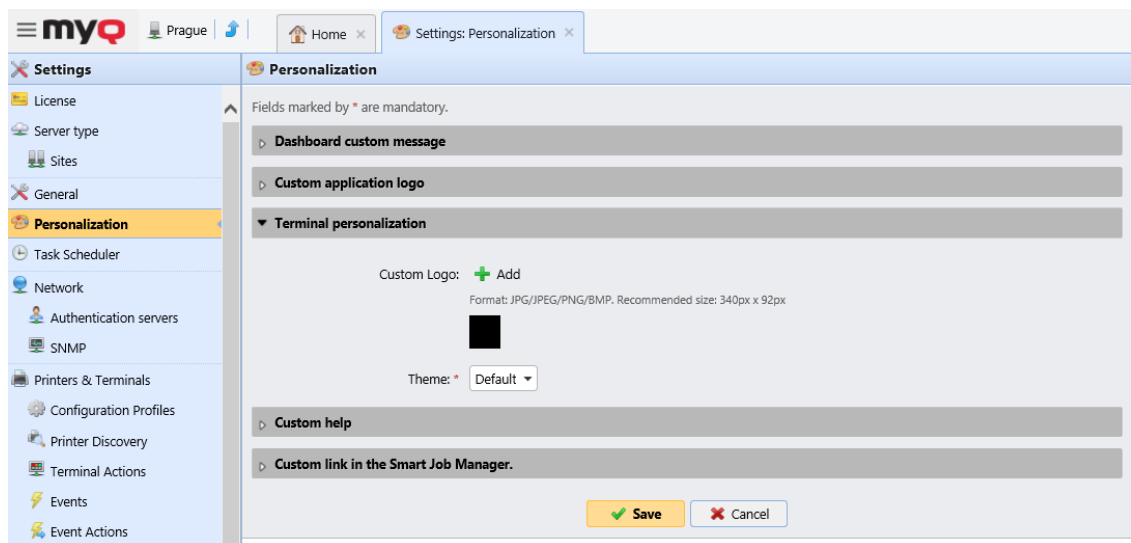 myQ Prague Home Settings: Personalization
Settings
License
Server type
Sites
General
Personalization
Task Scheduler
Network
Authentication servers
SNMP
Printers & Terminals
Configuration Profiles
Printer Discovery
Terminal Actions
Events
Event Actions
Personalization
Fields marked by * are mandatory.
Dashboard custom message
Custom application logo
Terminal personalization
Custom Logo: Add
Format: JPG/JPEG/PNG/BMP. Recommended size: 340px x 92px
Theme: * Default
Custom help
Custom link in the Smart Job Manager.
Save Cancel